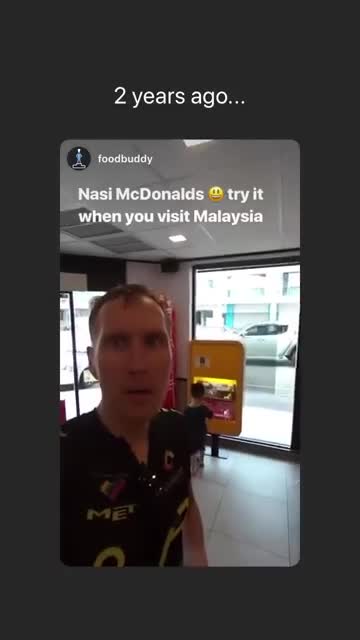 2 years ago...
foodbuddy
Nasi McDonalds 😃 try it
when you visit Malaysia
MET